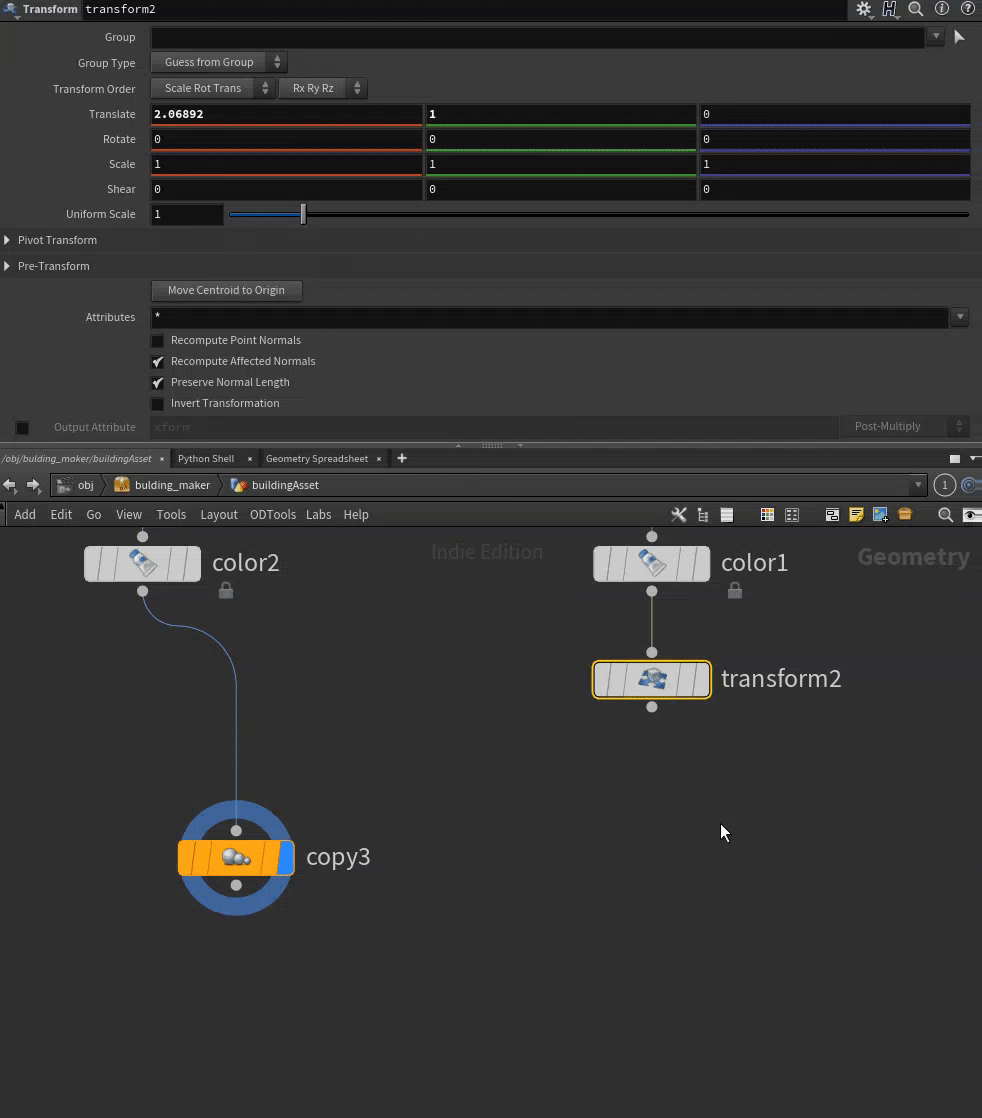 Transform transform2
Group
Group Type Guess from Group
Transform Order Scale Rot Trans Rx Ry Rz
Translate 2.06892 1 0
Rotate 0 0 0
Scale 1 1 1
Shear 0 0 0
Uniform Scale 1
Pivot Transform
Pre-Transform
Move Centroid to Origin
Attributes *
Recompute Point Normals
Recompute Affected Normals
Preserve Normal Length
Invert Transformation
Output Attribute xform Post-Multiply
/obj/bulding_maker/buildingAsset × Python Shell × Geometry Spreadsheet × +
obj bulding_maker buildingAsset 1
Add Edit Go View Tools Layout ODTools Labs Help
Indie Edition Geometry
color2 color1
transform2
copy3